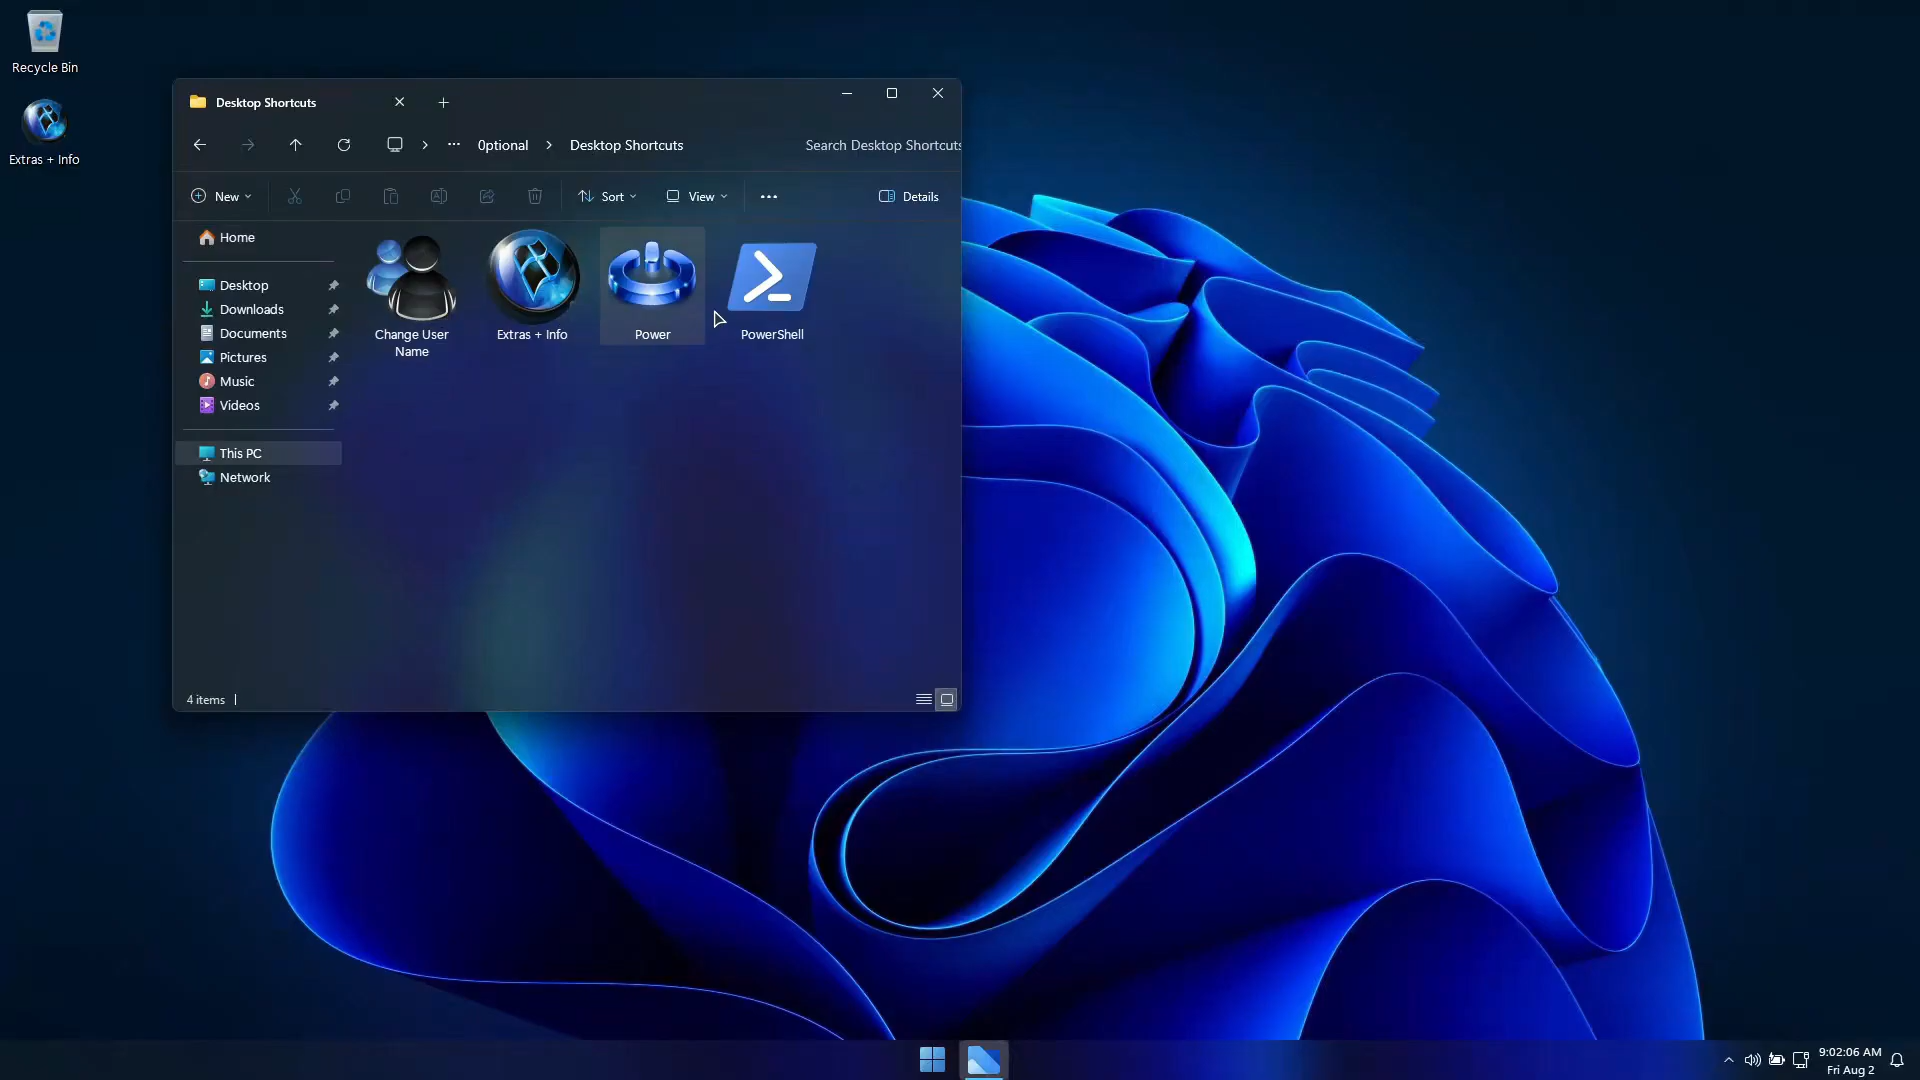 Recycle Bin
Extras + Info
Desktop Shortcuts
0ptional
Desktop Shortcuts
Search Desktop Shortcuts
New
Sort
View
Details
Home
Desktop
Downloads
Documents
Pictures
Music
Videos
This PC
Network
Change User
Name
Extras + Info
Power
PowerShell
4 items
9:02:06 AM
Fri Aug 2